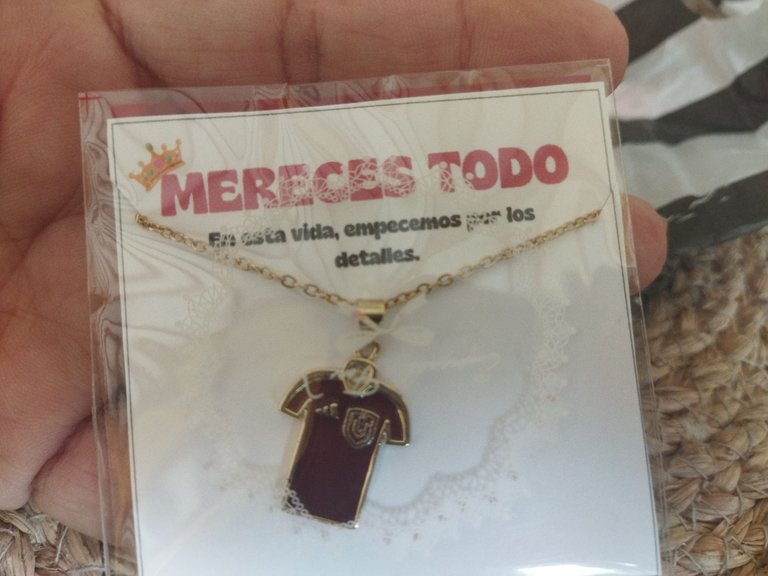 MERECES TODO
En esta vida, empecemos por los
detalles.